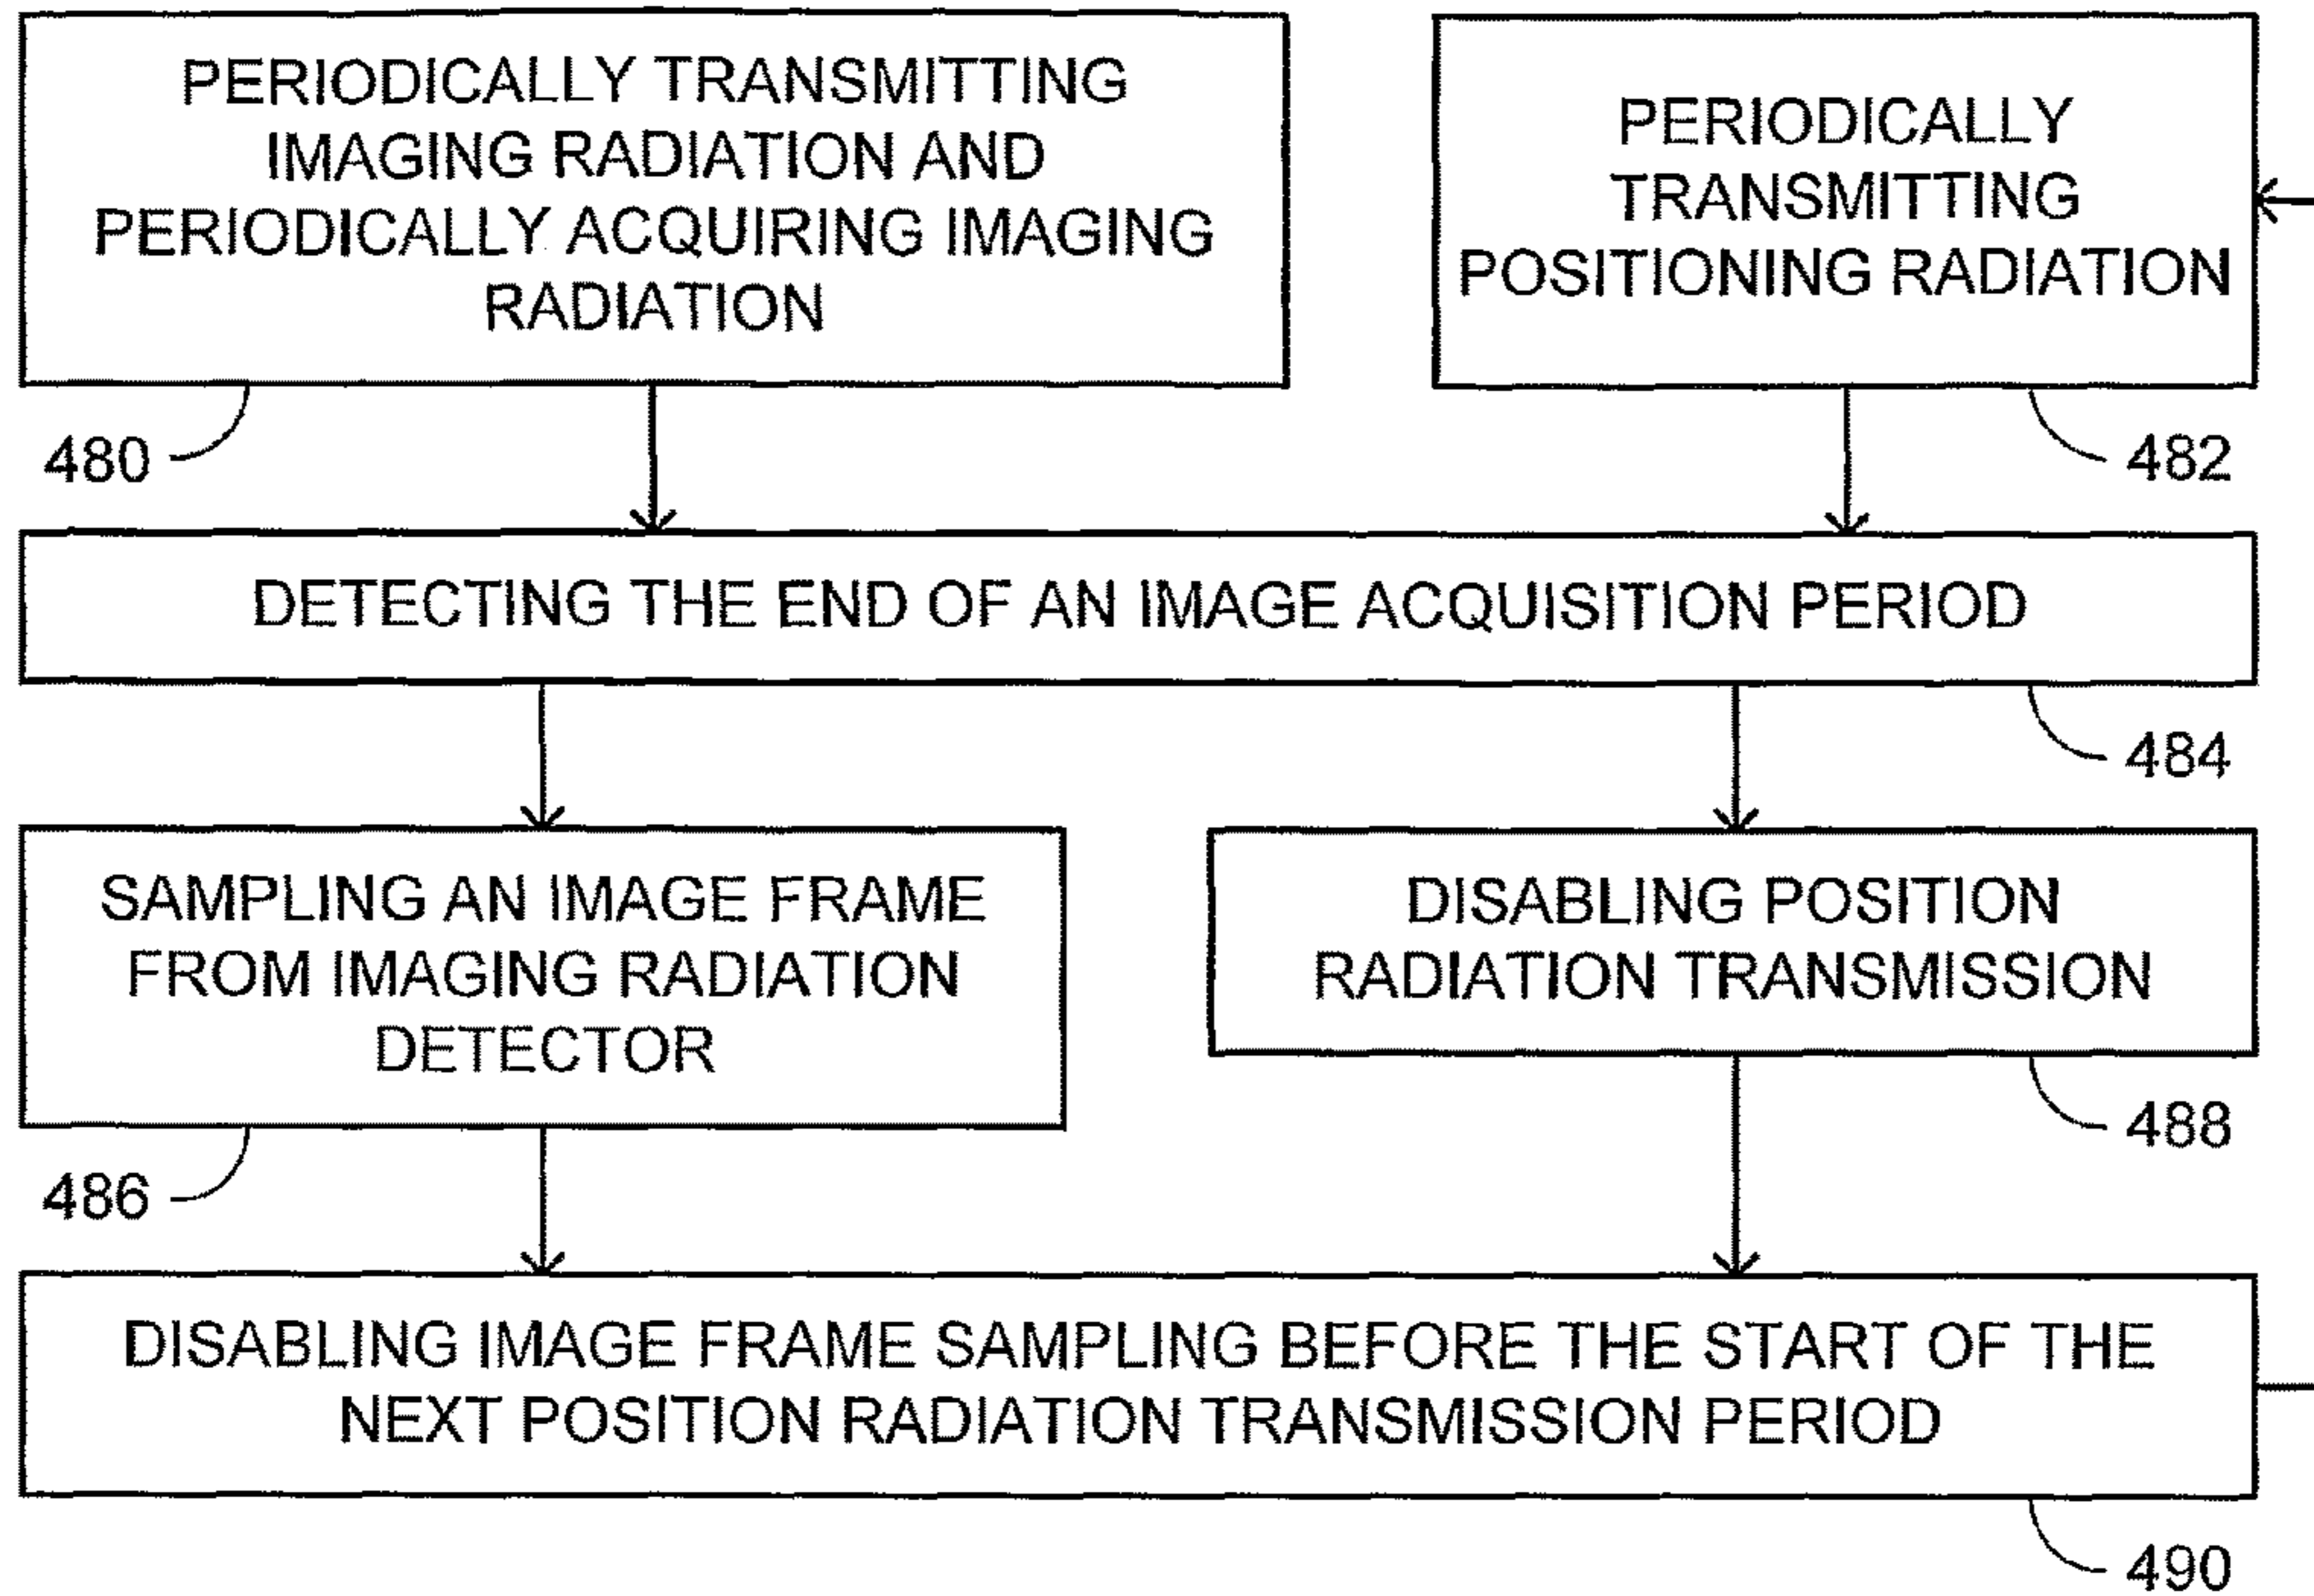 PERIODICALLY TRANSMITTING
IMAGING RADIATION AND
PERIODICALLY ACQUIRING IMAGING
RADIATION
480
PERIODICALLY
TRANSMITTING
POSITIONING RADIATION
482
DETECTING THE END OF AN IMAGE ACQUISITION PERIOD
484
SAMPLING AN IMAGE FRAME
FROM IMAGING RADIATION
DETECTOR
486
DISABLING POSITION
RADIATION TRANSMISSION
488
DISABLING IMAGE FRAME SAMPLING BEFORE THE START OF THE
NEXT POSITION RADIATION TRANSMISSION PERIOD
490